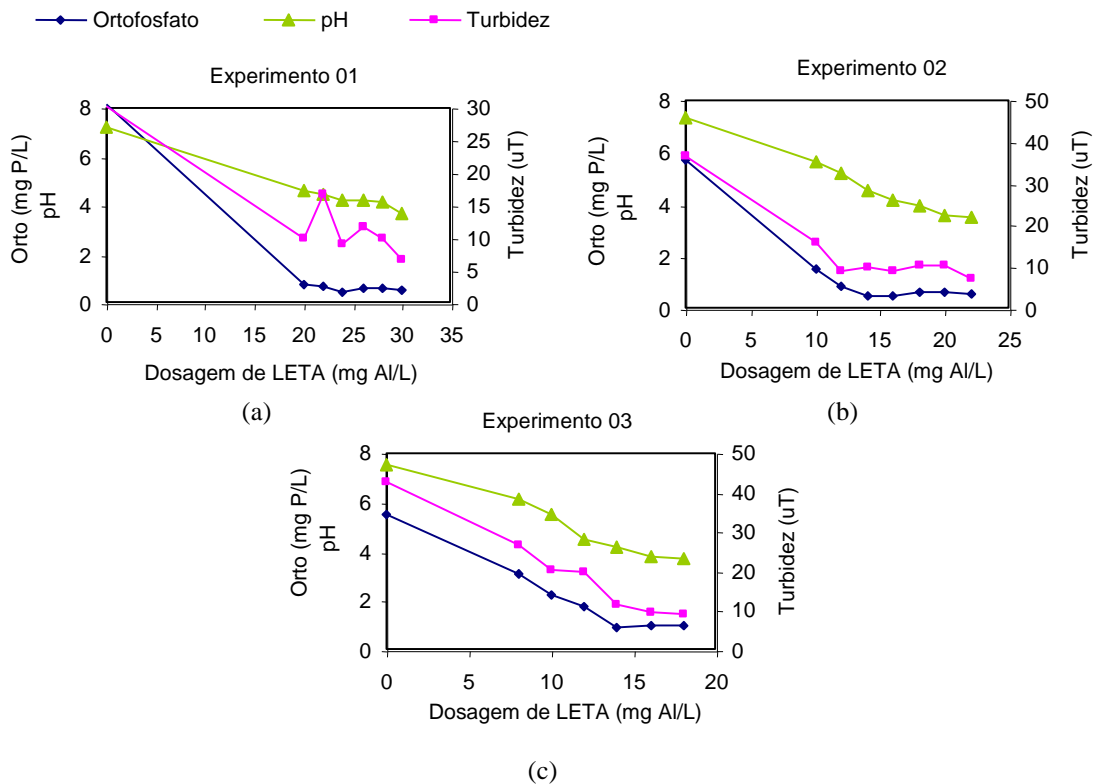 Ortofosfato pH Turbidez
Experimento 01
Orto (mg P/L)
pH
8
6
4
2
0
30
25
20
15
10
5
0
Turbidez (uT)
0 5 10 15 20 25 30 35
Dosagem de LETA (mg Al/L)
(a)
Experimento 02
Orto (mg P/L)
pH
8
6
4
2
0
50
40
30
20
10
0
Turbidez (uT)
0 5 10 15 20 25
Dosagem de LETA (mg Al/L)
(b)
Experimento 03
Orto (mg P/L)
pH
8
6
4
2
0
50
40
30
20
10
0
Turbidez (uT)
0 5 10 15 20
Dosagem de LETA (mg Al/L)
(c)